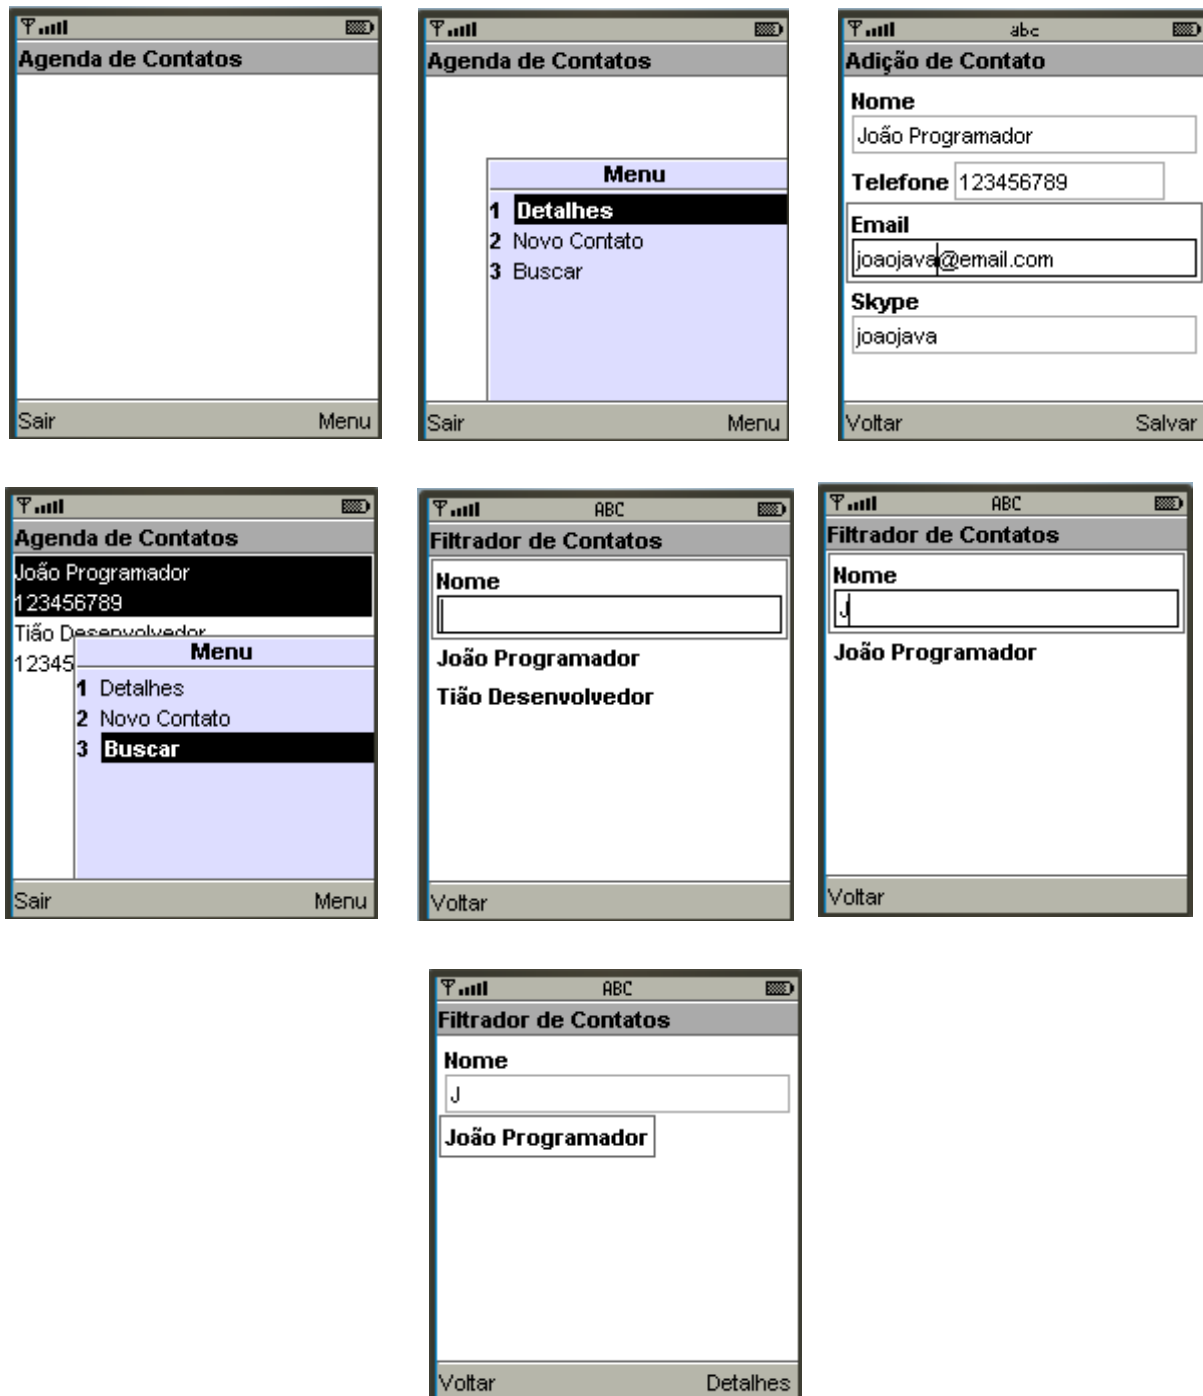 Agenda de Contatos
Sair Menu
Agenda de Contatos
Menu
1 Detalhes
2 Novo Contato
3 Buscar
Sair Menu
abc
Adição de Contato
Nome
João Programador
Telefone 123456789
Email
joaojava@email.com
Skype
joaojava
Voltar Salvar
Agenda de Contatos
João Programador
123456789
Tião Desenvolvedor
12345
Menu
1 Detalhes
2 Novo Contato
3 Buscar
Sair Menu
ABC
Filtrador de Contatos
Nome
João Programador
Tião Desenvolvedor
Voltar
ABC
Filtrador de Contatos
Nome
J
João Programador
Voltar
ABC
Filtrador de Contatos
Nome
J
João Programador
Voltar Detalhes